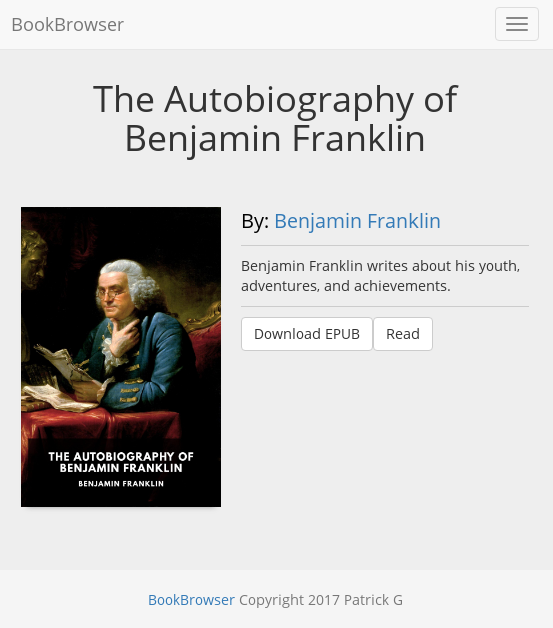 BookBrowser
The Autobiography of
Benjamin Franklin
By: Benjamin Franklin
Benjamin Franklin writes about his youth,
adventures, and achievements.
Download EPUB
Read
THE AUTOBIOGRAPHY OF
BENJAMIN FRANKLIN
BENJAMIN FRANKLIN
BookBrowser Copyright 2017 Patrick G